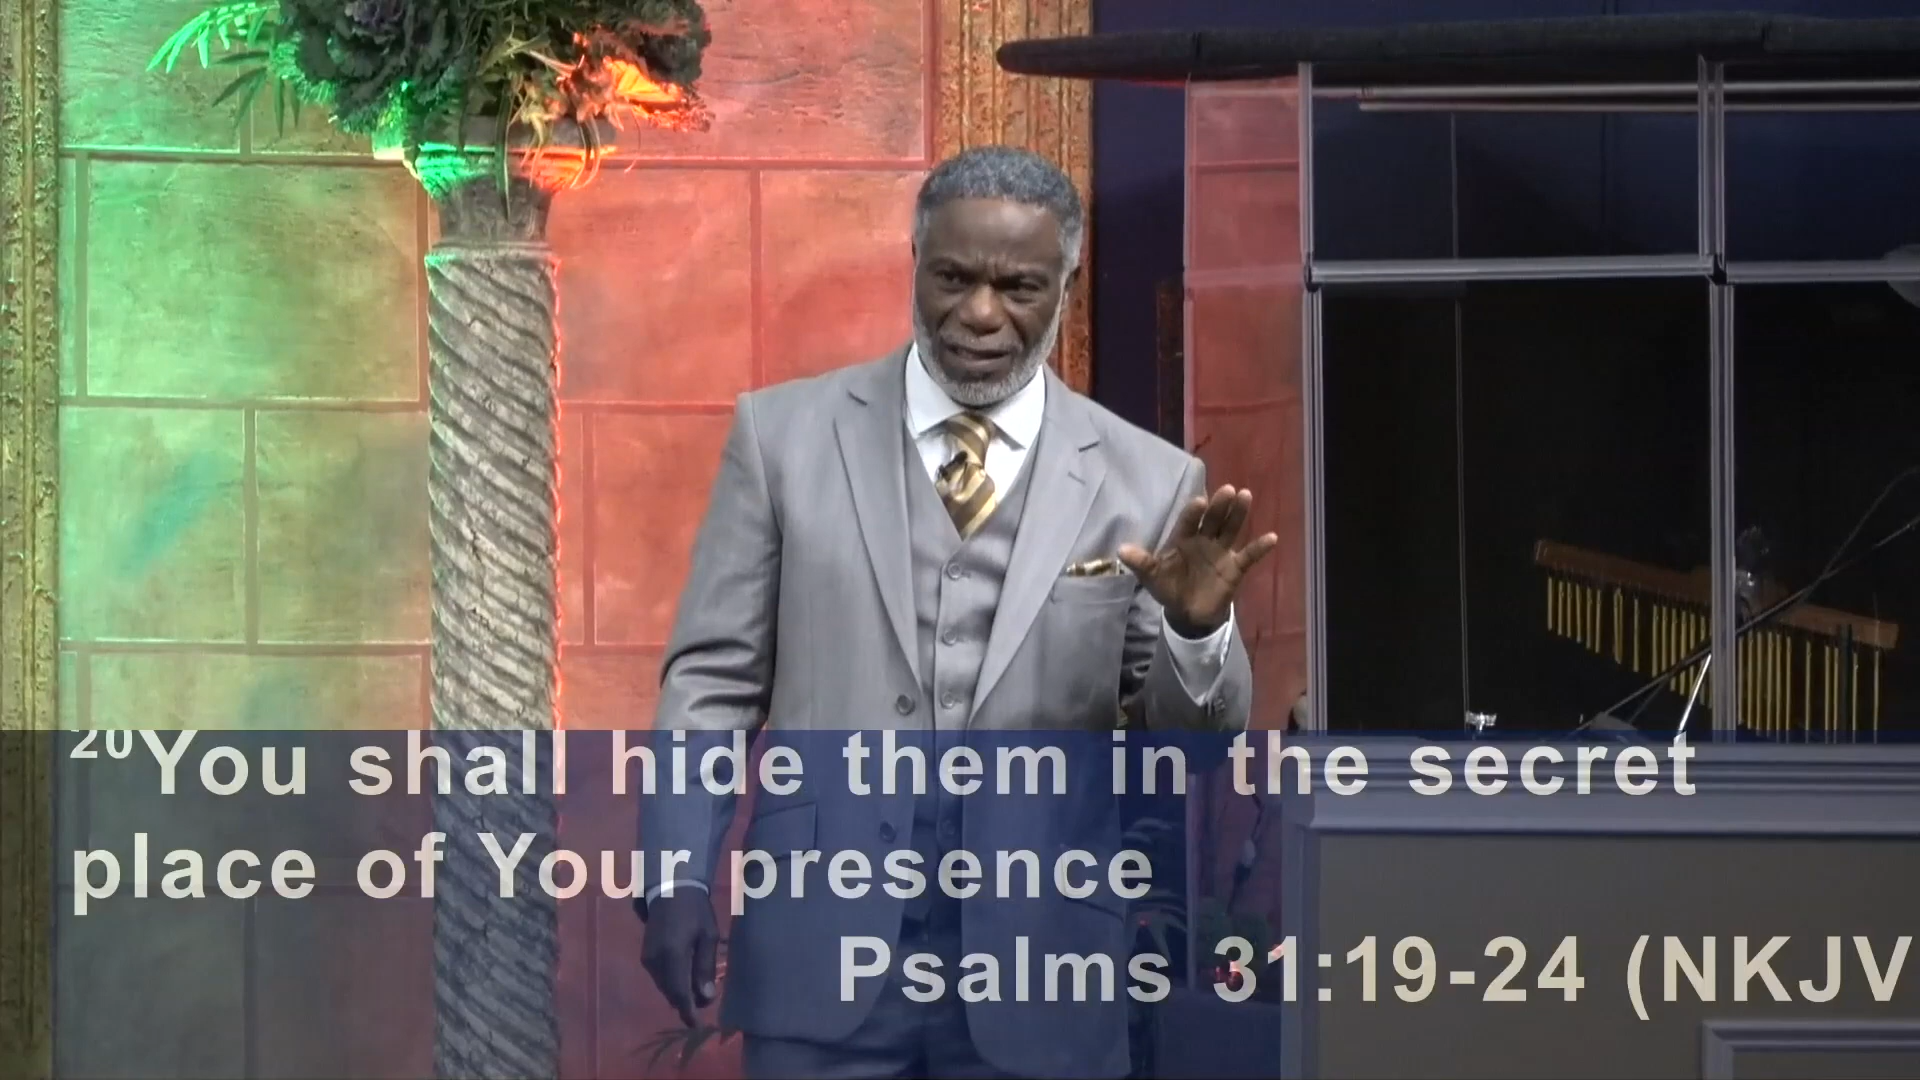 20You shall hide them in the secret
place of Your presence
Psalms 31:19-24 (NKJV